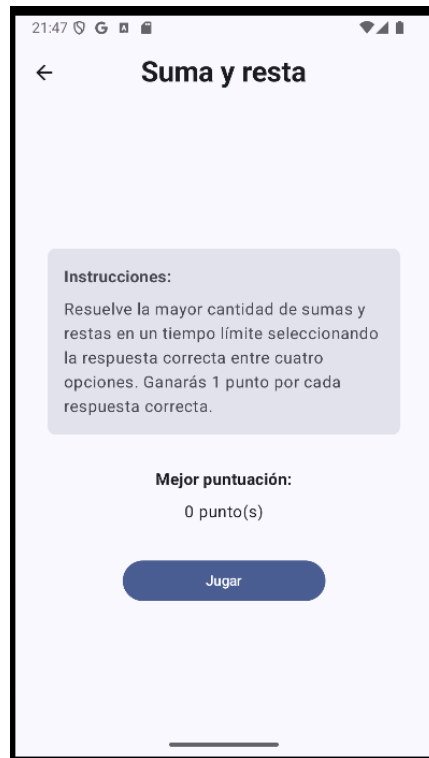 21:47 G A
Suma y resta
Instrucciones:
Resuelve la mayor cantidad de sumas y
restas en un tiempo límite seleccionando
la respuesta correcta entre cuatro
opciones. Ganarás 1 punto por cada
respuesta correcta.
Mejor puntuación:
0 punto(s)
Jugar